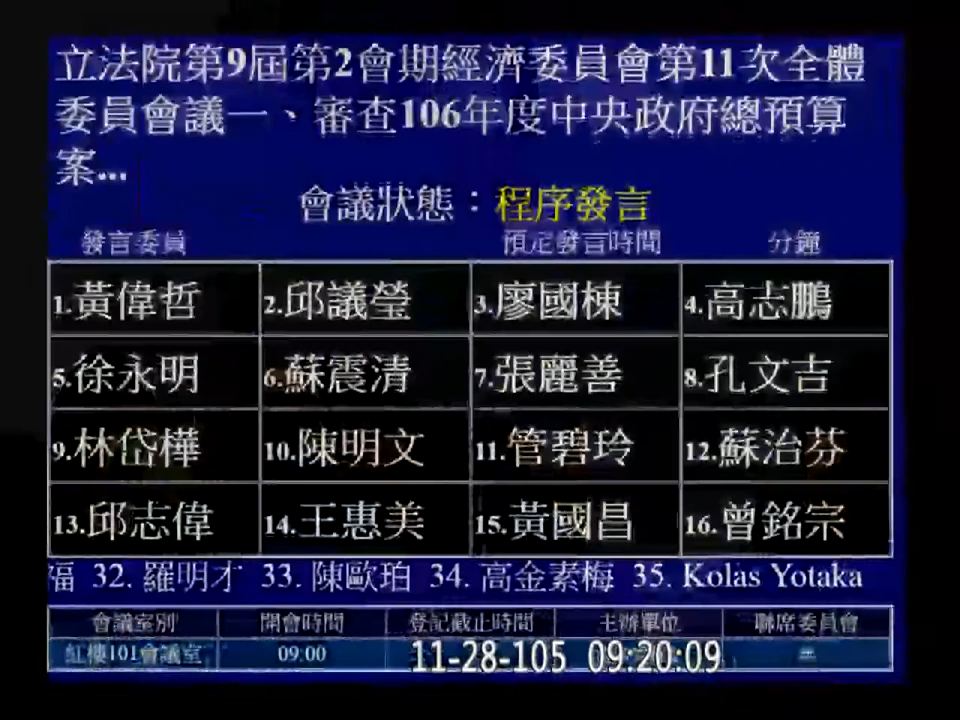 立法院第9屆第2會期經濟委員會第11次全體
委員會議一、審查106年度中央政府總預算
案...
會議狀態：程序發言
發言委員 預定發言時間 分鐘
1.黃偉哲 2.邱議瑩 3.廖國棟 4.高志鵬
5.徐永明 6.蘇震清 7.張麗善 8.孔文吉
9.林岱樺 10.陳明文 11.管碧玲 12.蘇治芬
13.邱志偉 14.王惠美 15.黃國昌 16.曾銘宗
福 32. 羅明才 33. 陳歐珀 34. 高金素梅 35. Kolas Yotaka
會議室別 開會時間 登記截止時間 主辦單位 聯席委員會
紅樓101會議室 09:00 11-28-105 09:20:09